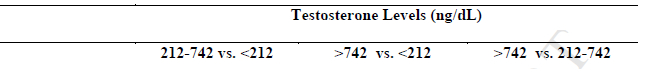 Testosterone Levels (ng/dL)
212-742 vs. <212 >742 vs. <212 >742 vs. 212-742